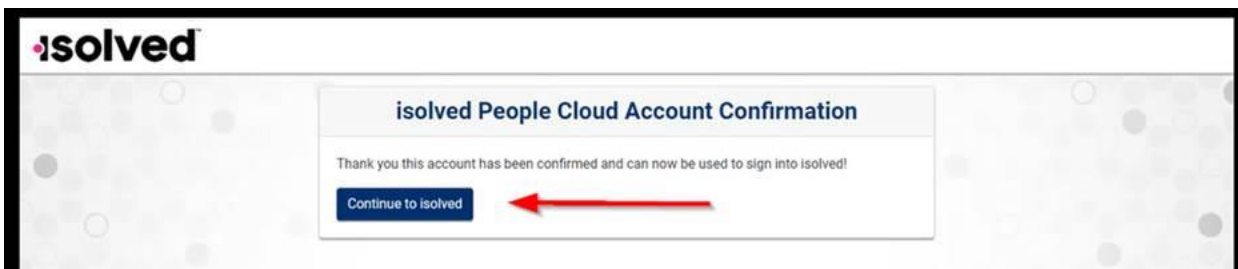 isolved
isolved People Cloud Account Confirmation
Thank you this account has been confirmed and can now be used to sign into isolved!
Continue to isolved